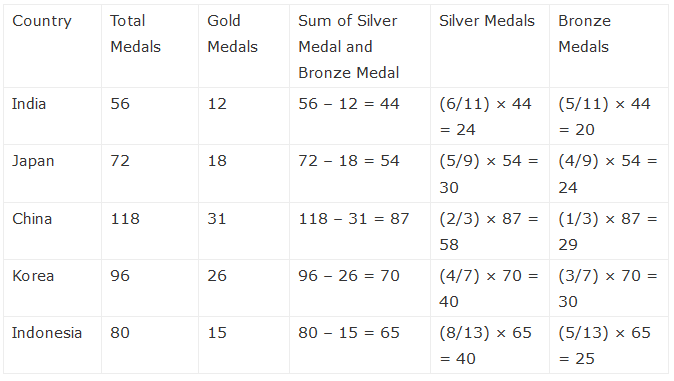 Country Total Gold Sum of Silver Silver Medals Bronze
Medals Medals Medal and Medals
Bronze Medal
India 56 12 56 – 12 = 44 (6/11) × 44 (5/11) × 44
= 24 = 20
Japan 72 18 72 – 18 = 54 (5/9) × 54 = (4/9) × 54 =
30 24
China 118 31 118 – 31 = 87 (2/3) × 87 = (1/3) × 87 =
58 29
Korea 96 26 96 – 26 = 70 (4/7) × 70 = (3/7) × 70 =
40 30
Indonesia 80 15 80 – 15 = 65 (8/13) × 65 (5/13) × 65
= 40 = 25